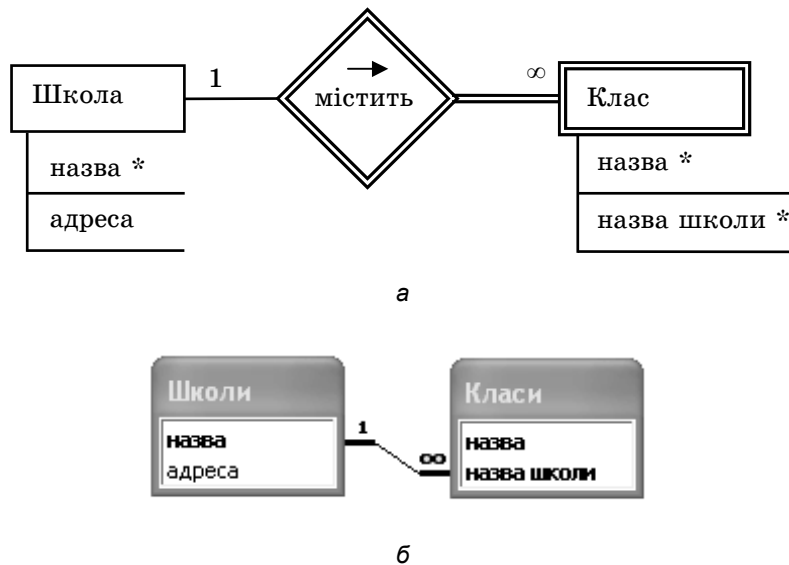 1
∞
Школа
містить
Клас
назва *
назва *
адреса
назва школи *
а
Школи
Класи
1
назва
назва
∞
адреса
назва школи
б